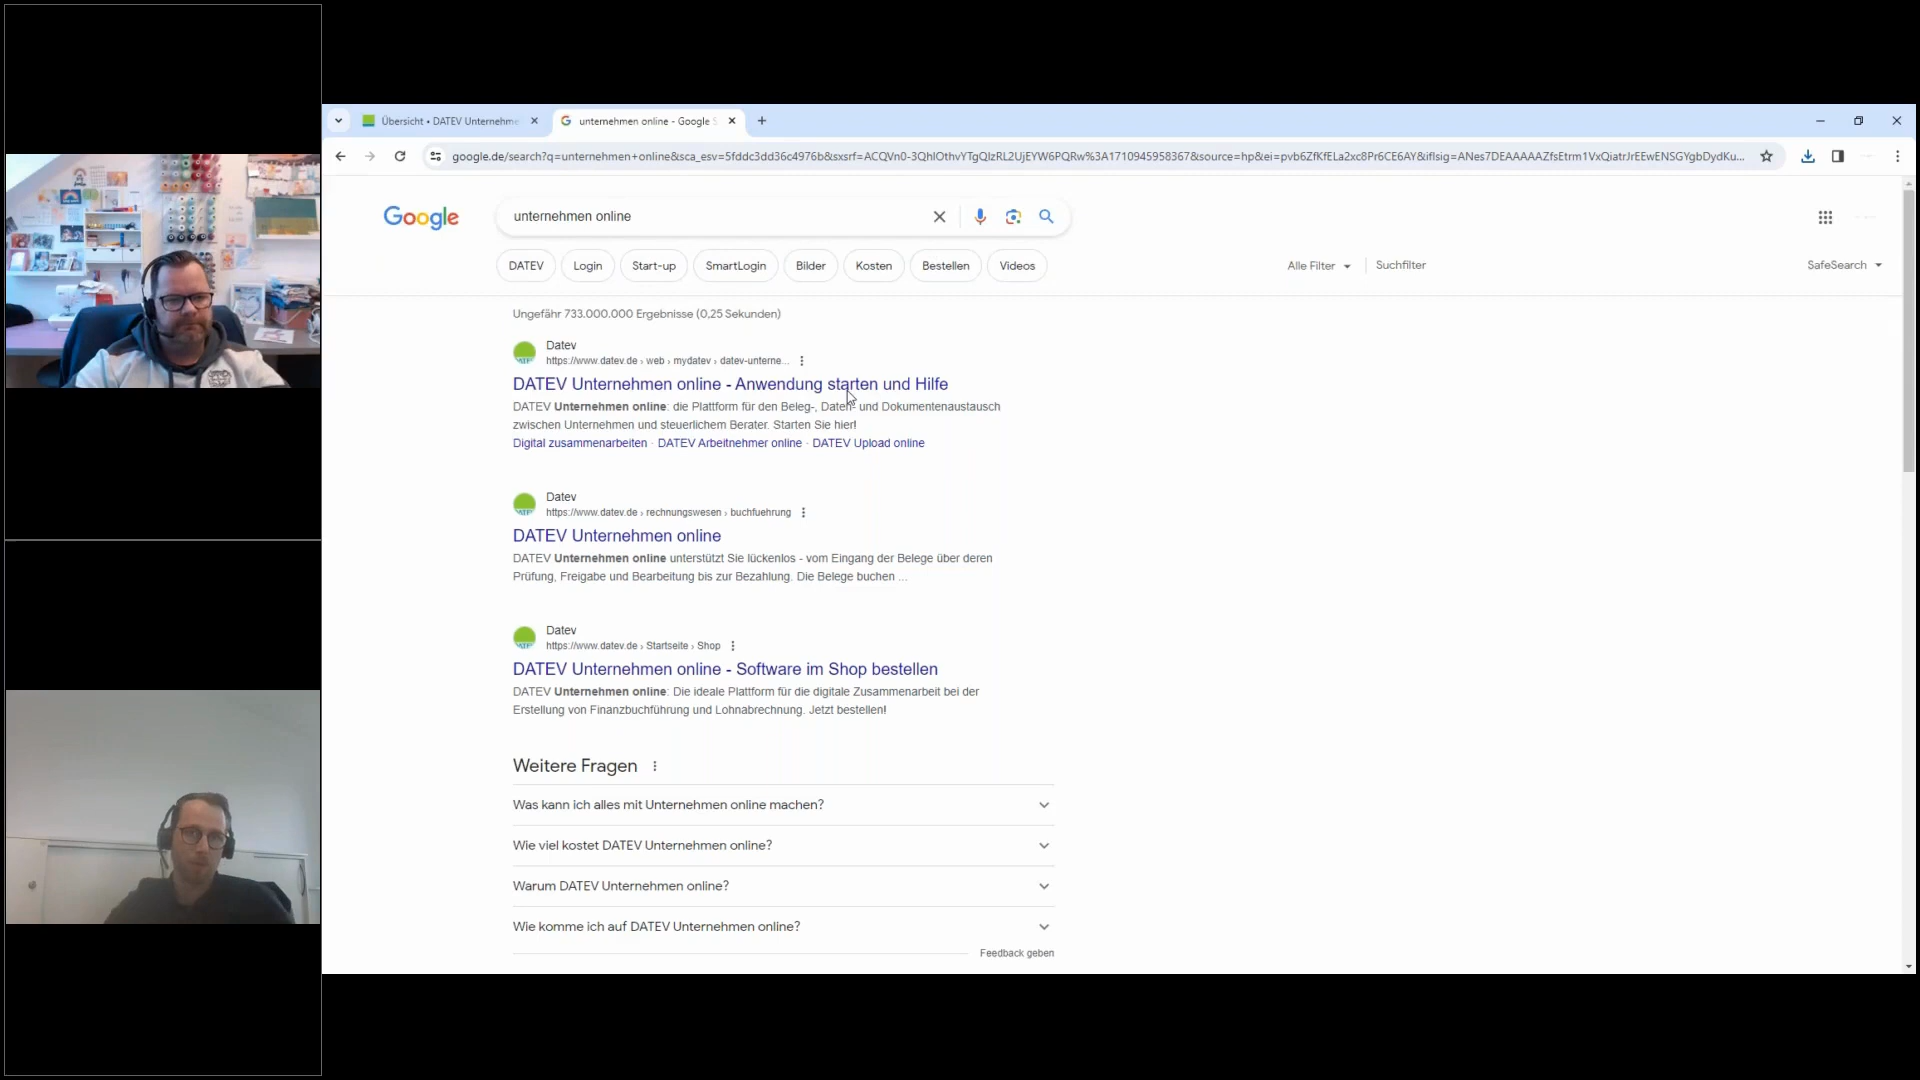 Übersicht • DATEV Unternehme
unternehmen online - Google S
google.de/search?q=unternehmen+online&sca_esv=5fddc3dd36c4976b&sxsrf=ACQVn0-3QhlOthvYTgQlzRL2UjEYW6PQRw%3A1710945958367&source=hp&ei=pvb6ZfKfELa2xc8Pr6CE6AY&iflsig=ANes7DEAAAAAZfsEtrm1VxQiatrJrEEwENSGYgbDydKu...
Google
unternehmen online
DATEV
Login
Start-up
SmartLogin
Bilder
Kosten
Bestellen
Videos
Alle Filter
Suchfilter
SafeSearch
Ungefähr 733.000.000 Ergebnisse (0,25 Sekunden)
Datev
https://www.datev.de › web › mydatev › datev-unterne...
DATEV Unternehmen online - Anwendung starten und Hilfe
DATEV Unternehmen online: die Plattform für den Beleg-, Daten- und Dokumentenaustausch
zwischen Unternehmen und steuerlichem Berater. Starten Sie hier!
Digital zusammenarbeiten · DATEV Arbeitnehmer online · DATEV Upload online
Datev
https://www.datev.de › rechnungswesen › buchfuehrung
DATEV Unternehmen online
DATEV Unternehmen online unterstützt Sie lückenlos - vom Eingang der Belege über deren
Prüfung, Freigabe und Bearbeitung bis zur Bezahlung. Die Belege buchen ...
Datev
https://www.datev.de › Startseite › Shop
DATEV Unternehmen online - Software im Shop bestellen
DATEV Unternehmen online: Die ideale Plattform für die digitale Zusammenarbeit bei der
Erstellung von Finanzbuchführung und Lohnabrechnung. Jetzt bestellen!
Weitere Fragen
Was kann ich alles mit Unternehmen online machen?
Wie viel kostet DATEV Unternehmen online?
Warum DATEV Unternehmen online?
Wie komme ich auf DATEV Unternehmen online?
Feedback geben